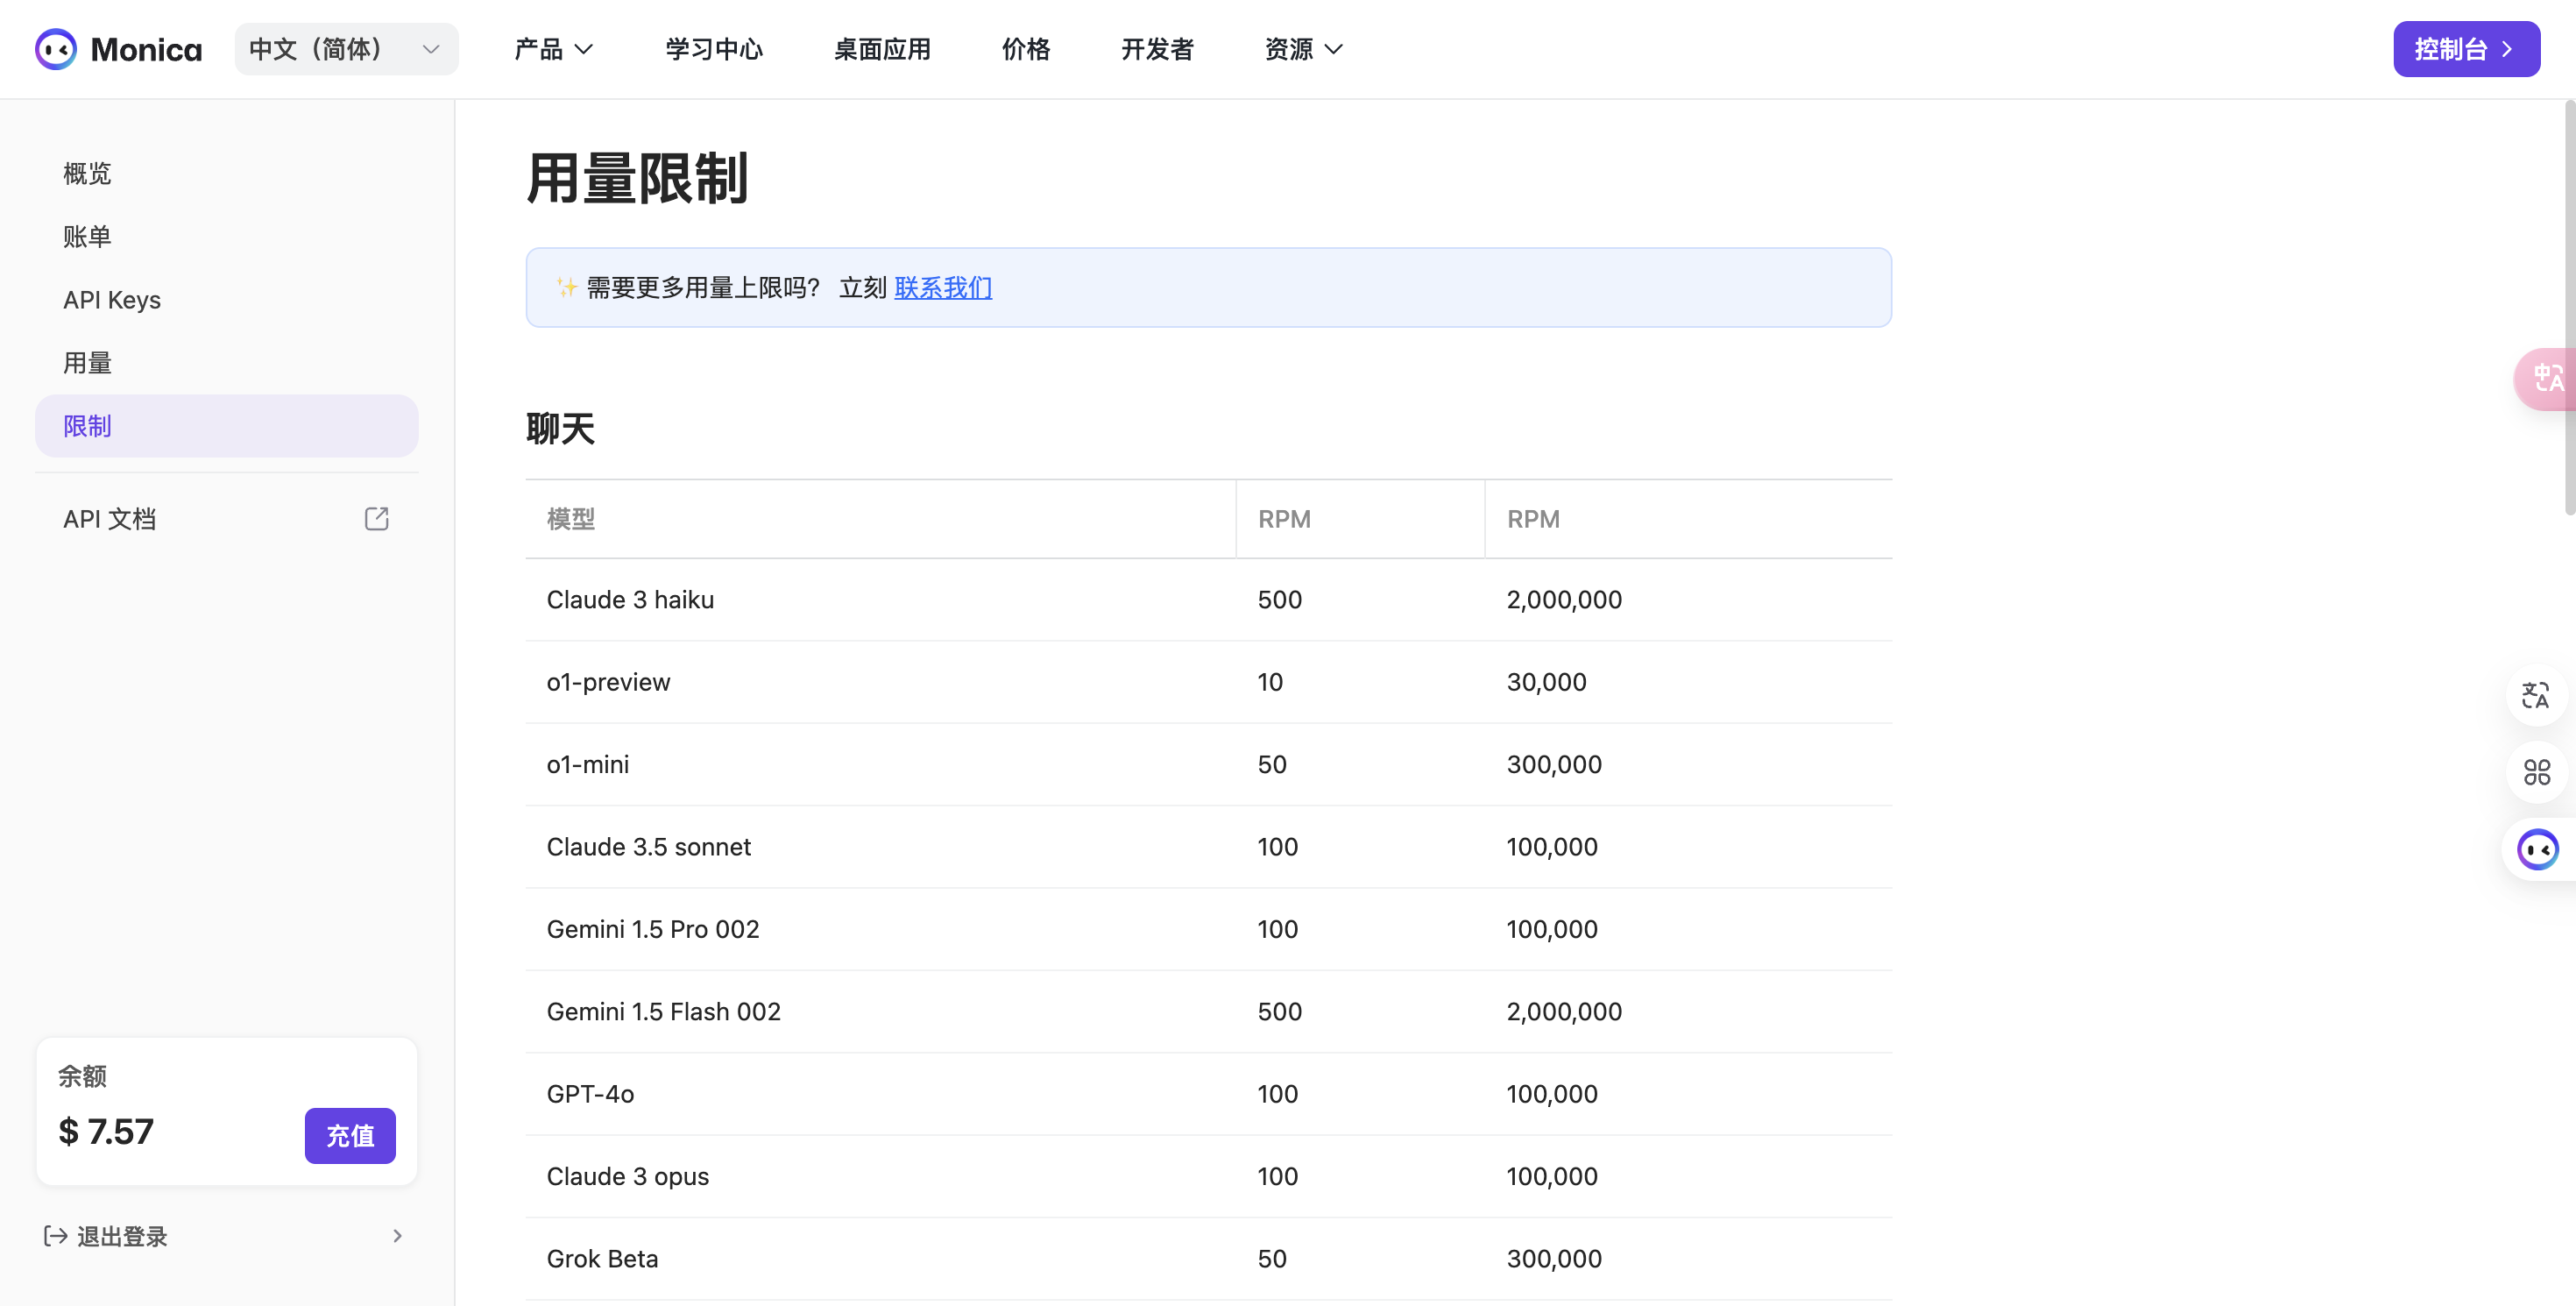 Monica 中文（简体） 产品 学习中心 桌面应用 价格 开发者 资源 控制台
概览
账单
API Keys
用量
限制
API 文档
余额
$ 7.57 充值
退出登录
用量限制
✨ 需要更多用量上限吗？ 立刻 联系我们
聊天
模型 RPM RPM
Claude 3 haiku 500 2,000,000
o1-preview 10 30,000
o1-mini 50 300,000
Claude 3.5 sonnet 100 100,000
Gemini 1.5 Pro 002 100 100,000
Gemini 1.5 Flash 002 500 2,000,000
GPT-4o 100 100,000
Claude 3 opus 100 100,000
Grok Beta 50 300,000